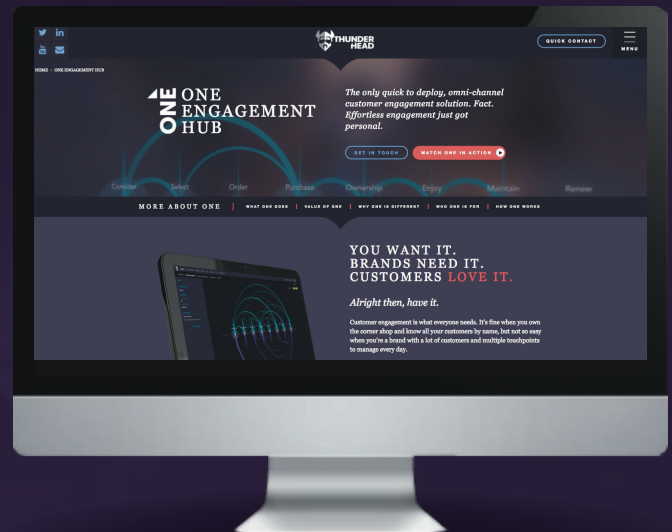 THUNDER
HEAD
QUICK CONTACT
MENU
HOME - ONE ENGAGEMENT HUB
ONE
ONE
ENGAGEMENT
HUB
The only quick to deploy, omni-channel
customer engagement solution. Fact.
Effortless engagement just got
personal.
GET IN TOUCH
WATCH ONE IN ACTION
Consider Select Order Purchase Ownership Enjoy Maintain Renew
MORE ABOUT ONE WHAT ONE DOES | VALUE OF ONE | WHY ONE IS DIFFERENT | WHO ONE IS FOR | HOW ONE WORKS
YOU WANT IT.
BRANDS NEED IT.
CUSTOMERS LOVE IT.
Alright then, have it.
Customer engagement is what everyone needs. It's fine when you own
the corner shop and know all your customers by name, but not so easy
when you're a brand with a lot of customers and multiple touchpoints
to manage every day.